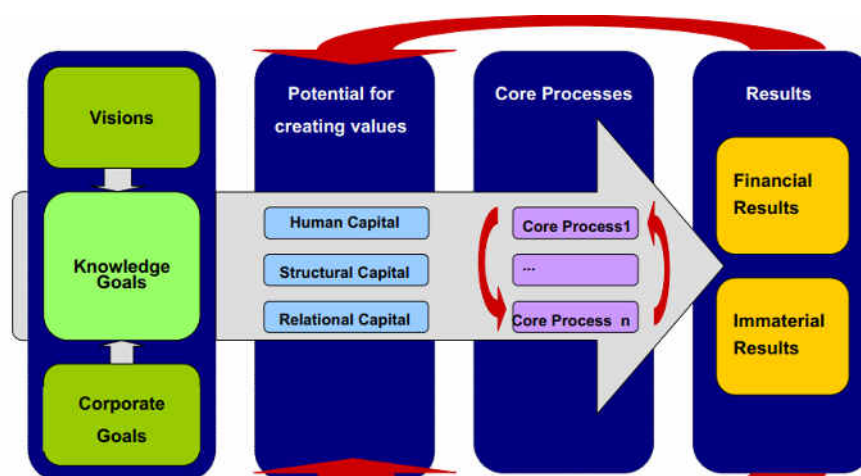 Visions
Knowledge
Goals
Corporate
Goals
Potential for
creating values
Human Capital
Structural Capital
Relational Capital
Core Processes
Core Process1
...
Core Process n
Results
Financial
Results
Immaterial
Results